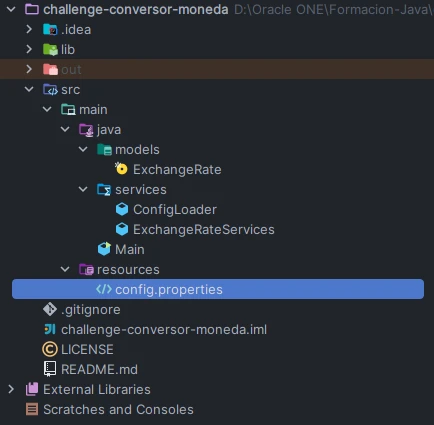 challenge-conversor-moneda D:\Oracle ONE\Formacion-Java\
.idea
lib
out
src
main
java
models
ExchangeRate
services
ConfigLoader
ExchangeRateServices
Main
resources
config.properties
.gitignore
challenge-conversor-moneda.iml
LICENSE
README.md
External Libraries
Scratches and Consoles